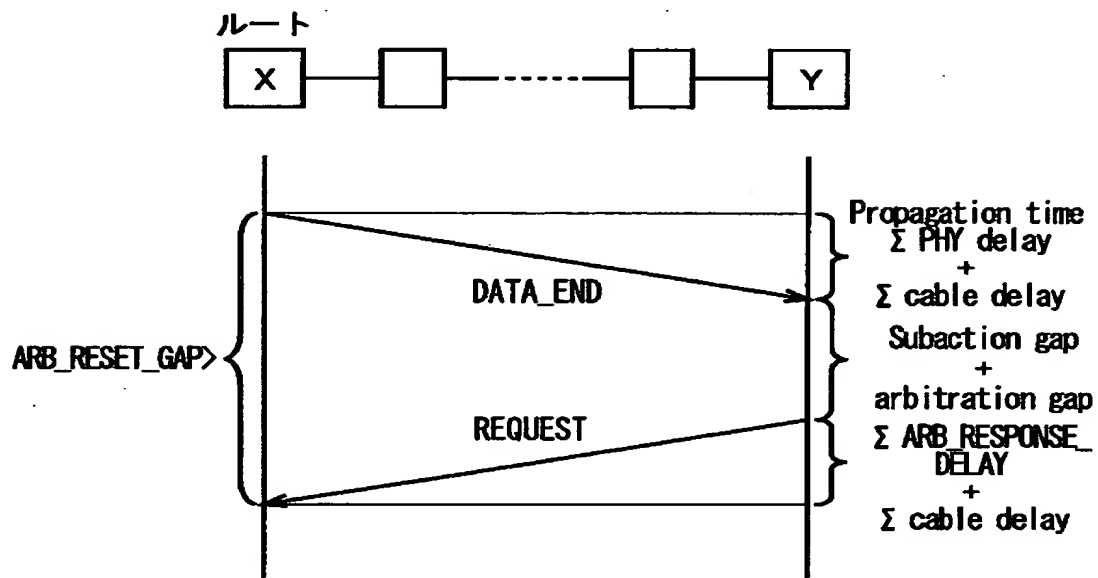 ルート
X
Y
Propagation time
Σ PHY delay
+
Σ cable delay
DATA_END
Subaction gap
+
arbitration gap
ARB_RESET_GAP>
REQUEST
Σ ARB_RESPONSE_
DELAY
+
Σ cable delay